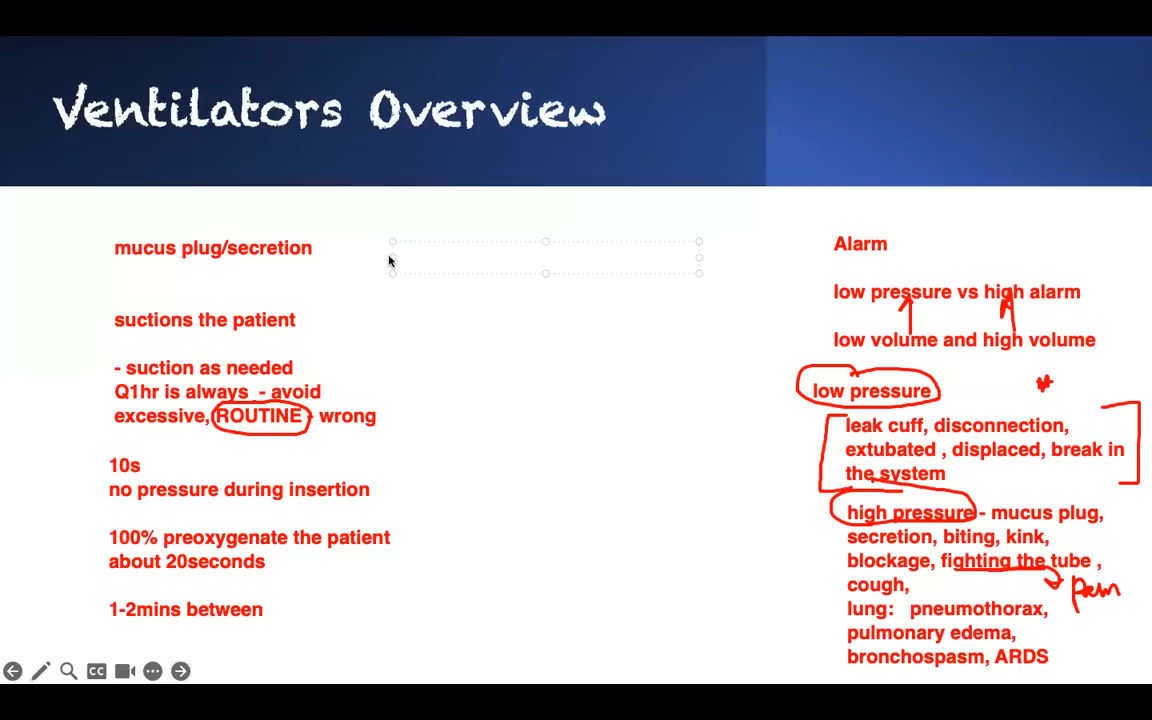 Ventilators Overview
mucus plug/secretion
suctions the patient
- suction as needed
Q1hr is always - avoid
excessive, ROUTINE - wrong
10s
no pressure during insertion
100% preoxygenate the patient
about 20seconds
1-2mins between
Alarm
low pressure vs high alarm
low volume and high volume
low pressure
leak cuff, disconnection,
extubated , displaced, break in
the system
high pressure - mucus plug,
secretion, biting, kink,
blockage, fighting the tube ,
cough,
pain
lung: pneumothorax,
pulmonary edema,
bronchospasm, ARDS
CC